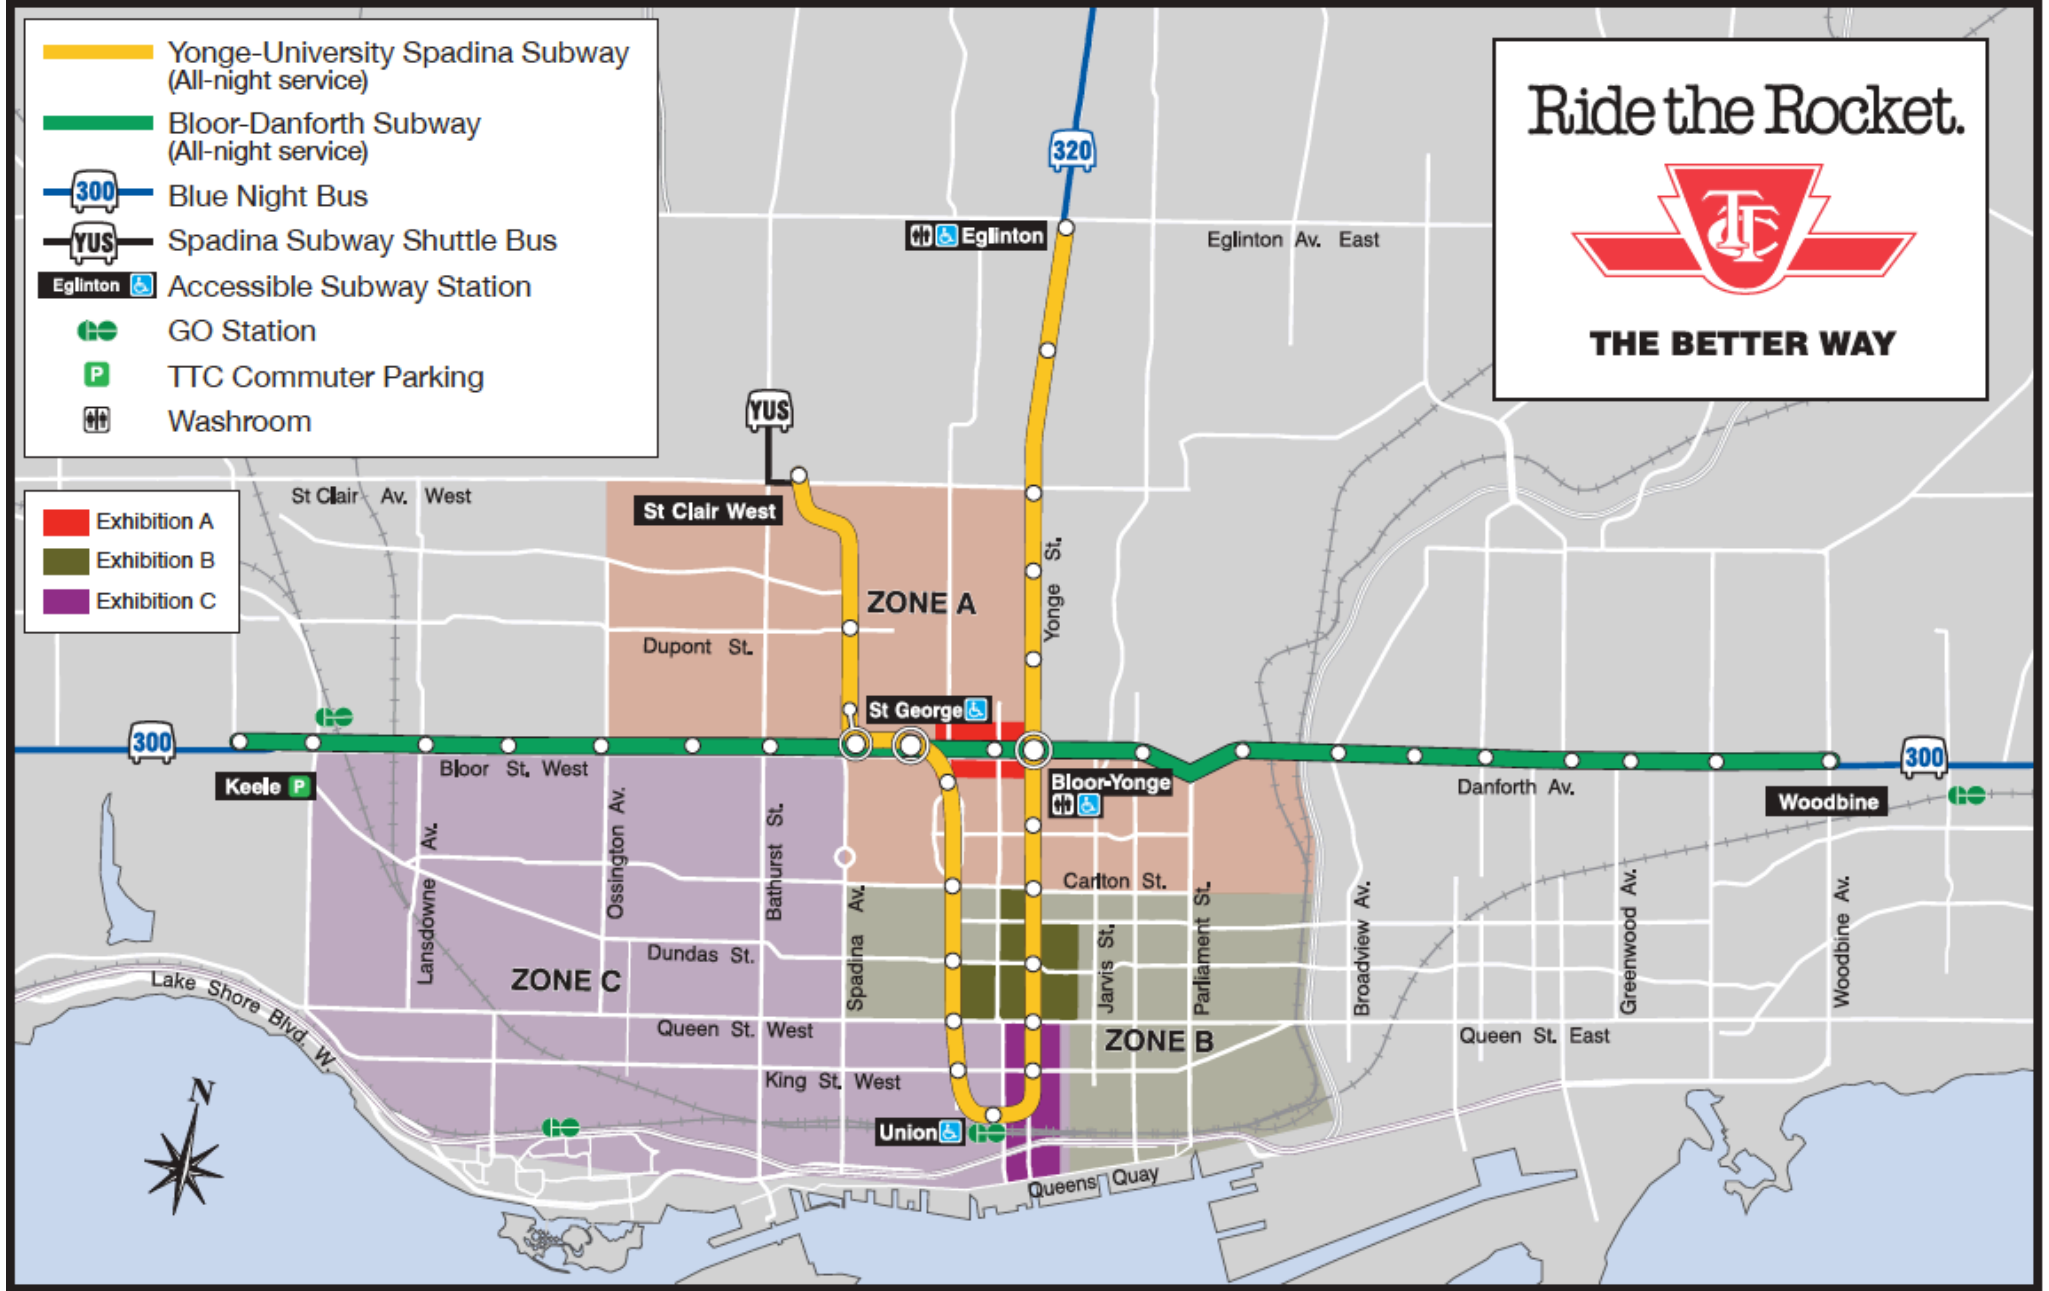 Yonge-University Spadina Subway
(All-night service)
Bloor-Danforth Subway
(All-night service)
300
Blue Night Bus
YUS
Spadina Subway Shuttle Bus
Eglinton
Accessible Subway Station
GO
GO Station
P
TTC Commuter Parking
Washroom
Exhibition A
Exhibition B
Exhibition C
Ride the Rocket.
TTC
THE BETTER WAY
320
Eglinton
Eglinton Av. East
YUS
St Clair Av. West
St Clair West
ZONE A
Yonge St.
Dupont St.
St George
GO
300
Keele P
Bloor St. West
Bloor-Yonge
Danforth Av.
300
Woodbine
GO
Lansdowne Av.
Ossington Av.
Bathurst St.
Spadina Av.
Carlton St.
Jarvis St.
Parliament St.
Broadview Av.
Greenwood Av.
Woodbine Av.
Dundas St.
ZONE C
Lake Shore Blvd. W.
Queen St. West
ZONE B
Queen St. East
King St. West
N
GO
Union
GO
Queens Quay